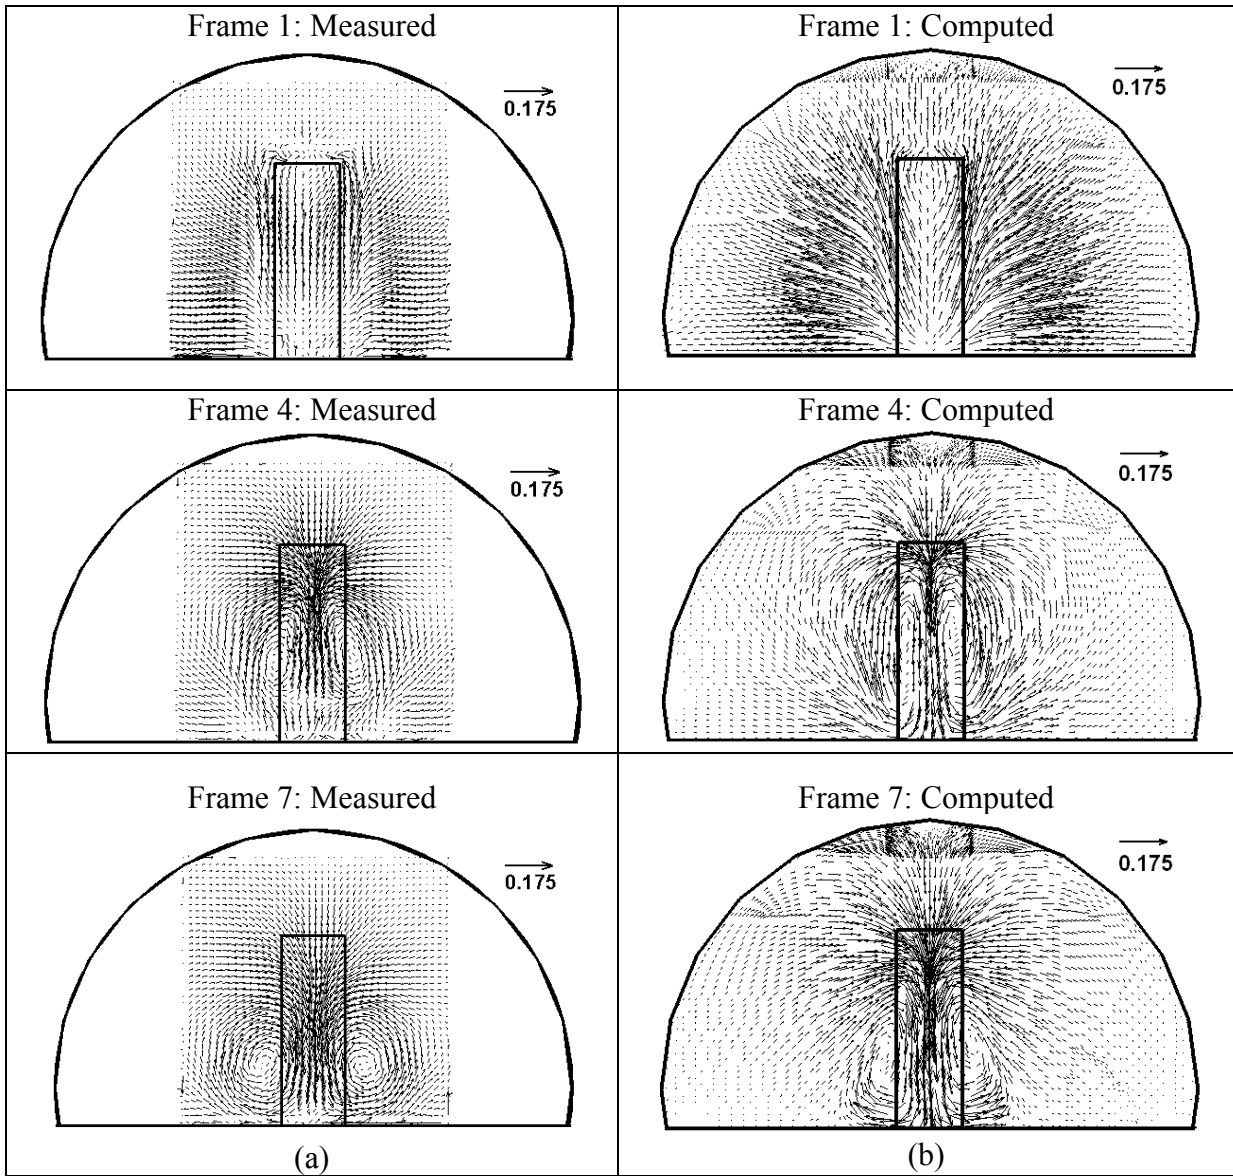 Frame 1: Measured
0.175
Frame 1: Computed
0.175
Frame 4: Measured
0.175
Frame 4: Computed
0.175
Frame 7: Measured
0.175
(a)
Frame 7: Computed
0.175
(b)